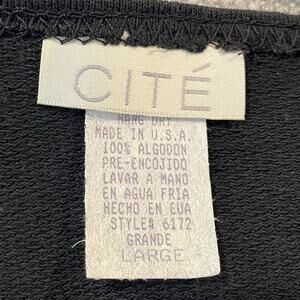 CITÉ
HANG DRY
MADE IN U.S.A.
100% ALGODON
PRE-ENCOJIDO
LAVAR A MANO
EN AGUA FRIA
HECHO EN EUA
STYLE# 6172
GRANDE
LARGE